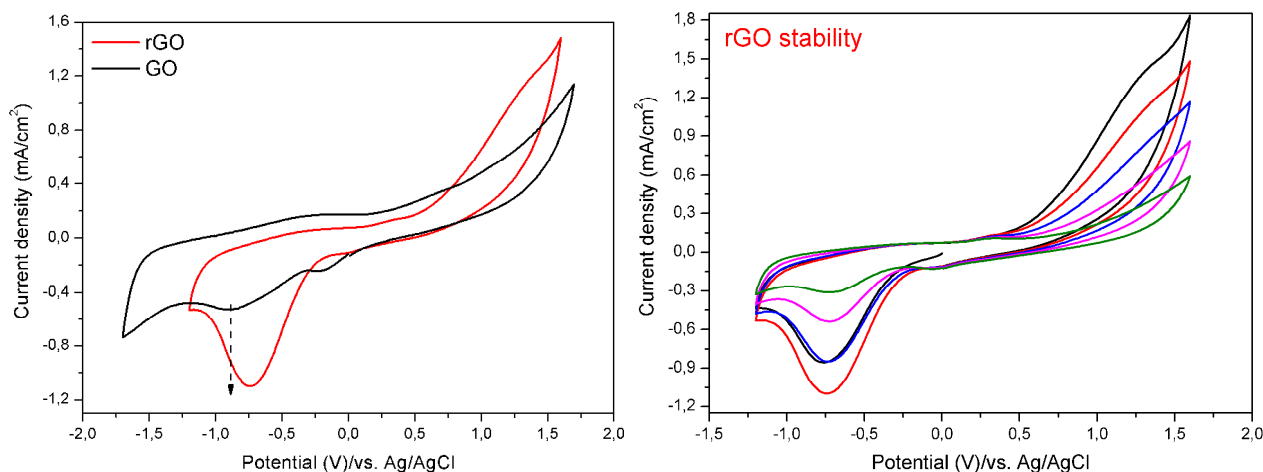 rGO
GO
1,6
1,2
0,8
0,4
0,0
-0,4
-0,8
-1,2
Current density (mA/cm²)
-2,0 -1,5 -1,0 -0,5 0,0 0,5 1,0 1,5 2,0
Potential (V)/vs. Ag/AgCl
rGO stability
1,8
1,5
1,2
0,9
0,6
0,3
0,0
-0,3
-0,6
-0,9
-1,2
Current density (mA/cm²)
-1,5 -1,0 -0,5 0,0 0,5 1,0 1,5 2,0
Potential (V)/vs. Ag/AgCl